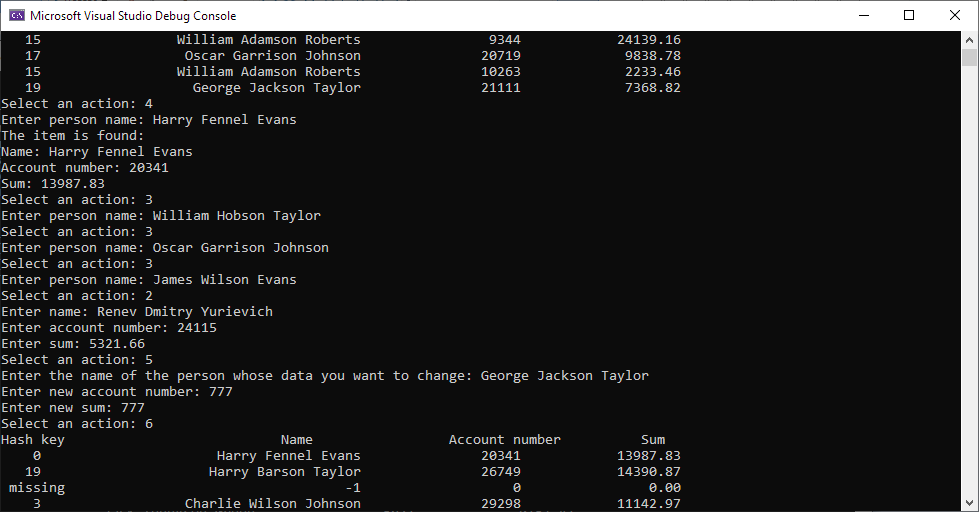 Microsoft Visual Studio Debug Console
15 William Adamson Roberts 9344 24139.16
17 Oscar Garrison Johnson 20719 9838.78
15 William Adamson Roberts 10263 2233.46
19 George Jackson Taylor 21111 7368.82
Select an action: 4
Enter person name: Harry Fennel Evans
The item is found:
Name: Harry Fennel Evans
Account number: 20341
Sum: 13987.83
Select an action: 3
Enter person name: William Hobson Taylor
Select an action: 3
Enter person name: Oscar Garrison Johnson
Select an action: 3
Enter person name: James Wilson Evans
Select an action: 2
Enter name: Renev Dmitry Yurievich
Enter account number: 24115
Enter sum: 5321.66
Select an action: 5
Enter the name of the person whose data you want to change: George Jackson Taylor
Enter new account number: 777
Enter new sum: 777
Select an action: 6
Hash key Name Account number Sum
0 Harry Fennel Evans 20341 13987.83
19 Harry Barson Taylor 26749 14390.87
missing -1 0 0.00
3 Charlie Wilson Johnson 29298 11142.97